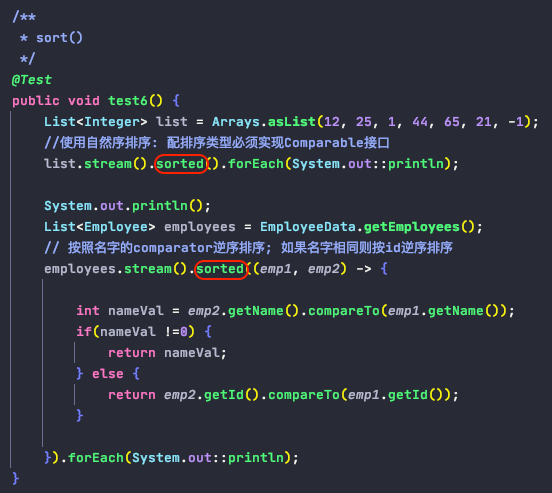 /**
 * sort()
 */
@Test
public void test6() {
    List<Integer> list = Arrays.asList(12, 25, 1, 44, 65, 21, -1);
    //使用自然序排序: 配排序类型必须实现Comparable接口
    list.stream().sorted().forEach(System.out::println);

    System.out.println();
    List<Employee> employees = EmployeeData.getEmployees();
    // 按照名字的comparator逆序排序; 如果名字相同则按id逆序排序
    employees.stream().sorted((emp1, emp2) -> {

        int nameVal = emp2.getName().compareTo(emp1.getName());
        if(nameVal !=0) {
            return nameVal;
        } else {
            return emp2.getId().compareTo(emp1.getId());
        }

    }).forEach(System.out::println);
}